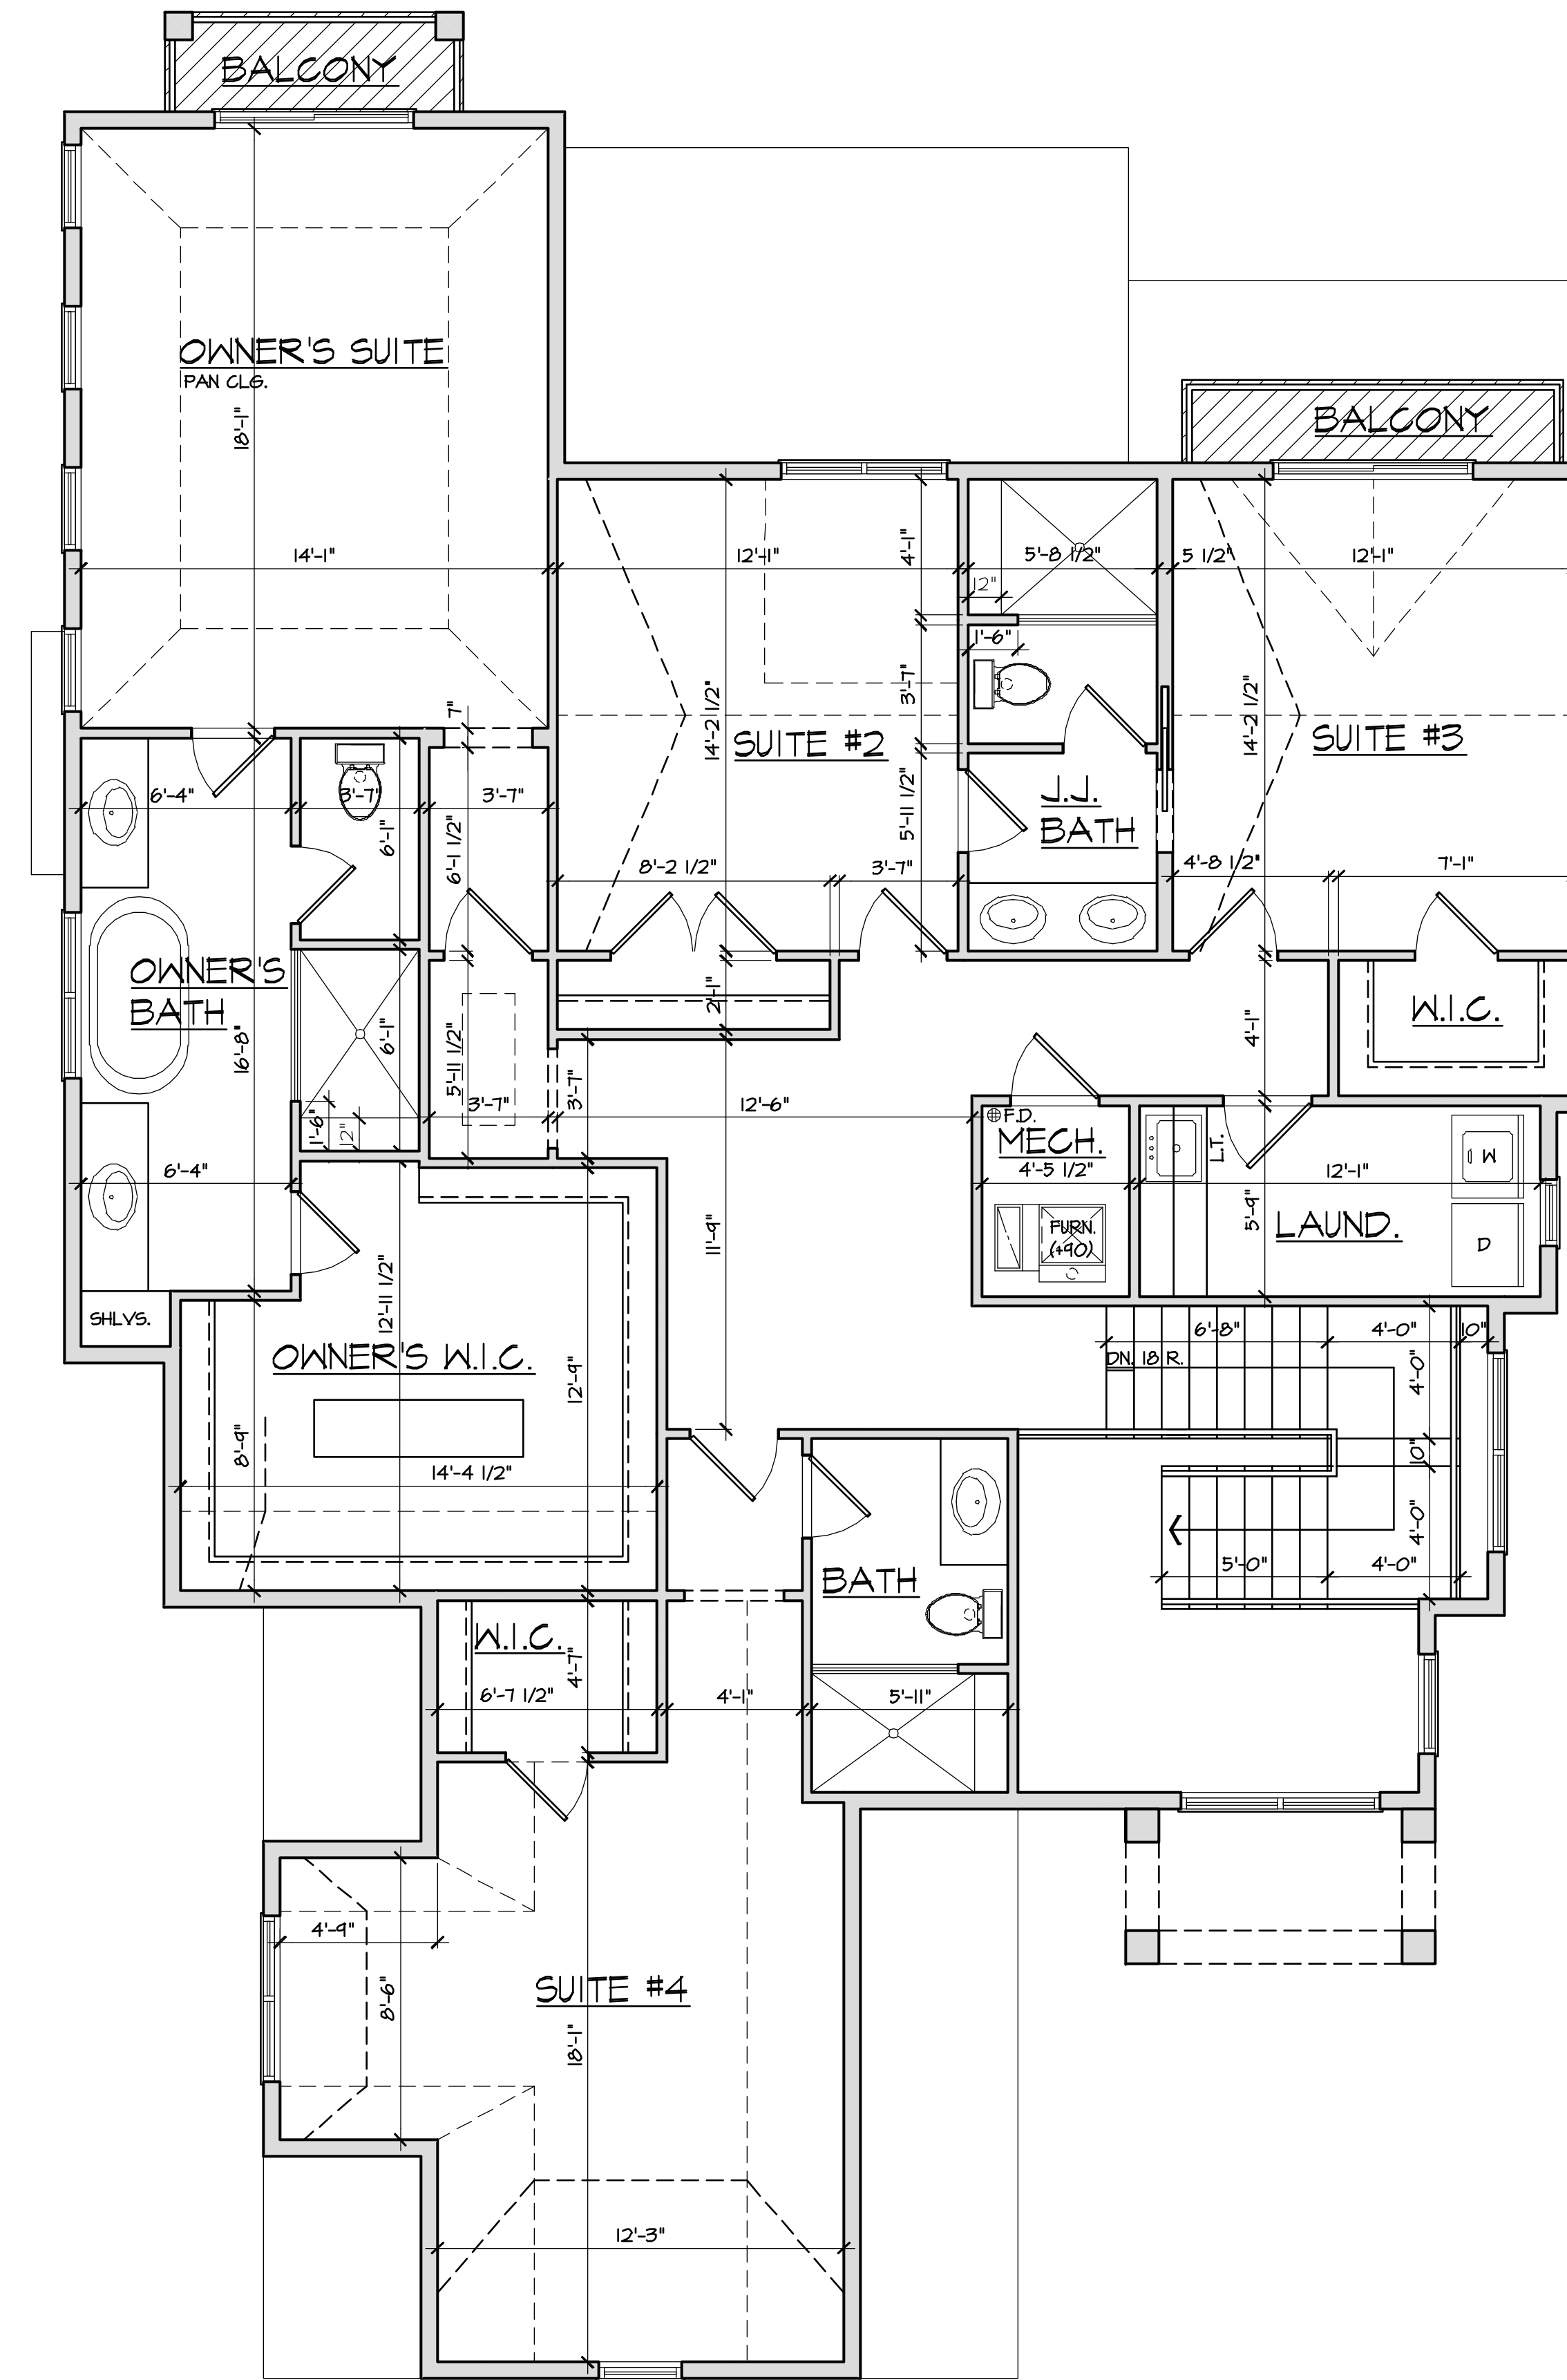 BALCONY
OWNER'S SUITE
PAN CLG.
18'-1"
BALCONY
14'-1"
12'-1"
4'-1"
5'-8 1/2"
5 1/2"
12'-1"
12"
1'-6"
7"
14'-2 1/2"
3'-7"
14'-2 1/2"
SUITE #2
SUITE #3
6'-4"
3'-7"
3'-7"
J.J.
BATH
6'-1"
6'-1 1/2"
5'-11 1/2"
8'-2 1/2"
3'-7"
4'-8 1/2"
7'-1"
OWNER'S
BATH
16'-8"
6'-1"
5'-11 1/2"
2'-1"
4'-1"
W.I.C.
3'-7"
3'-7"
12'-6"
1'-6"
12"
F.D.
MECH.
4'-5 1/2"
L.T.
12'-1"
W
6'-4"
11'-9"
FURN.
(+90)
5'-9"
LAUND.
D
SHLVS.
12'-11 1/2"
OWNER'S W.I.C.
12'-9"
6'-8"
4'-0"
10"
DN. 18 R.
4'-0"
8'-9"
14'-4 1/2"
10"
4'-0"
BATH
5'-0"
4'-0"
W.I.C.
4'-7"
6'-7 1/2"
4'-1"
5'-11"
4'-9"
8'-6"
SUITE #4
18'-1"
12'-3"